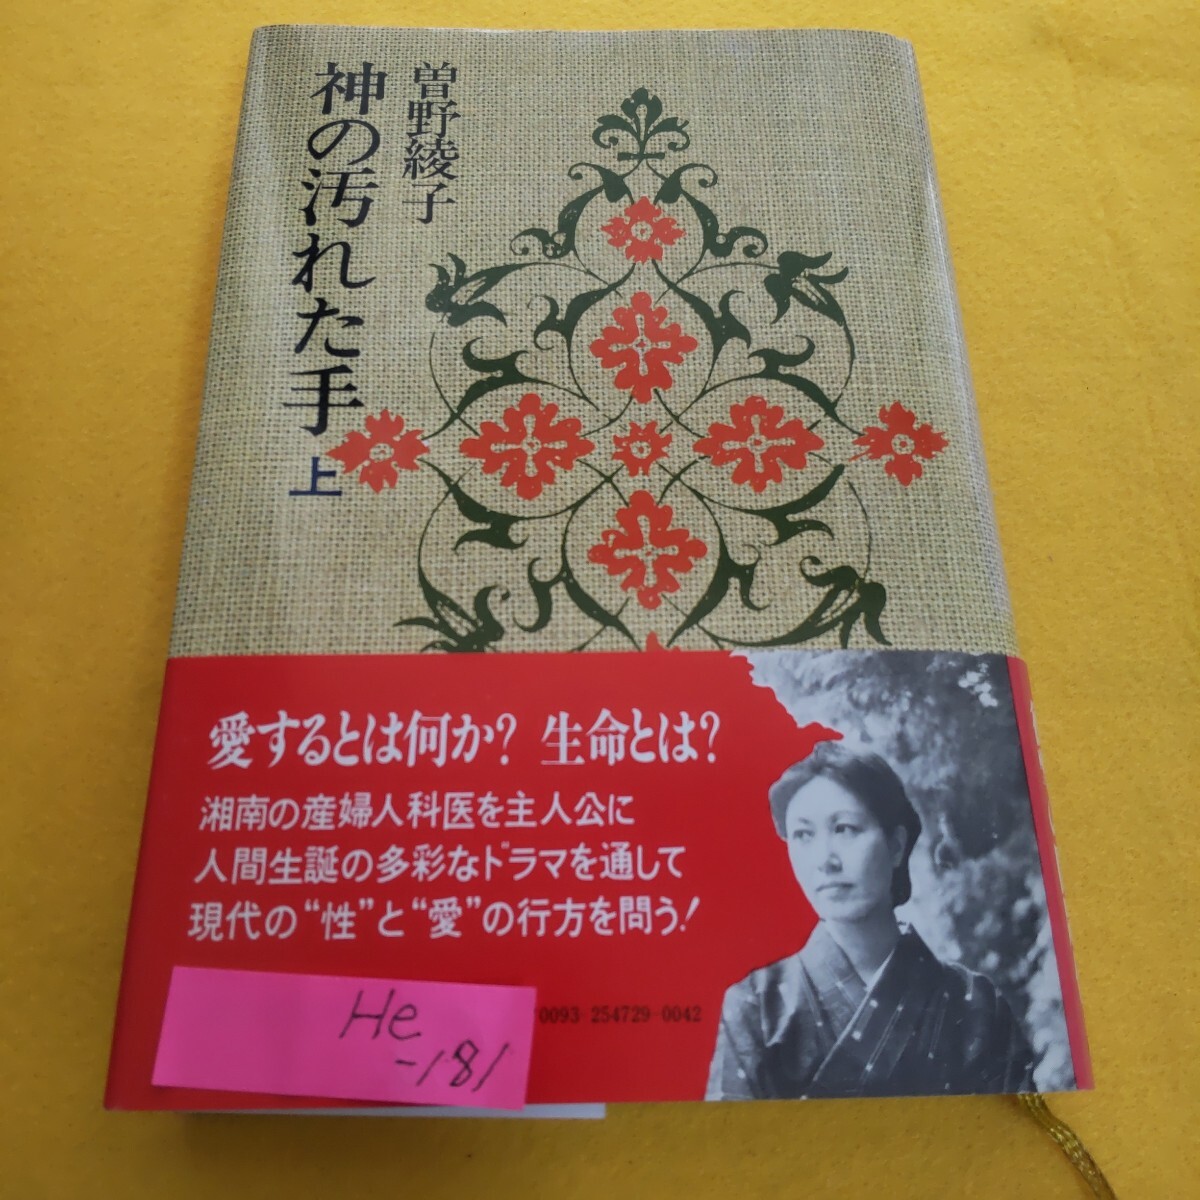 曽野綾子
神の汚れた手
上
愛するとは何か? 生命とは?
湘南の産婦人科医を主人公に
人間生誕の多彩なドラマを通して
現代の“性”と“愛”の行方を問う!
0093-254729-0042
He
-181